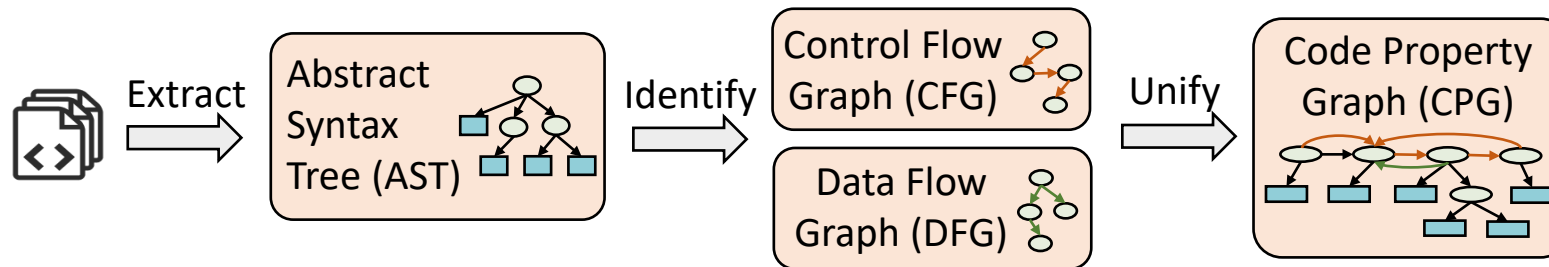 Extract
Abstract
Syntax
Tree (AST)
Identify
Control Flow
Graph (CFG)
Data Flow
Graph (DFG)
Unify
Code Property
Graph (CPG)